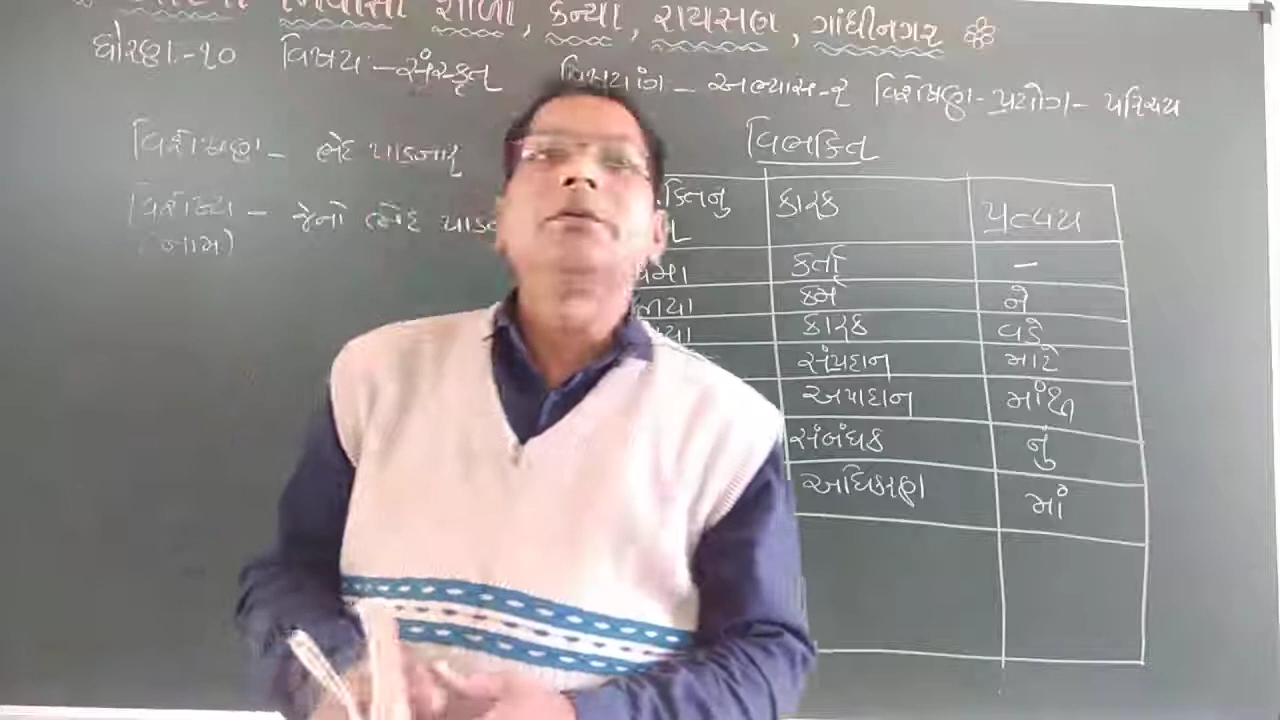 નિવાસી શાળા, કન્યા, રાયસણ, ગાંધીનગર
ધોરણ-૧૦ વિષય-સંસ્કૃત વિષયાંગ - અભ્યાસ-૨ વિશેષણ-પ્રયોગ- પરિચય
વિશેષણ - ભેદ પાડનાર
વિશેષ્ય - જેનો ભેદ
(નામ)
વિભક્તિ
કારક પ્રત્યય
કર્તા -
કર્મ ને
કારક વડે
સંપ્રદાન માટે
અપાદાન માંથી
સંબંધક નું
અધિકરણ માં